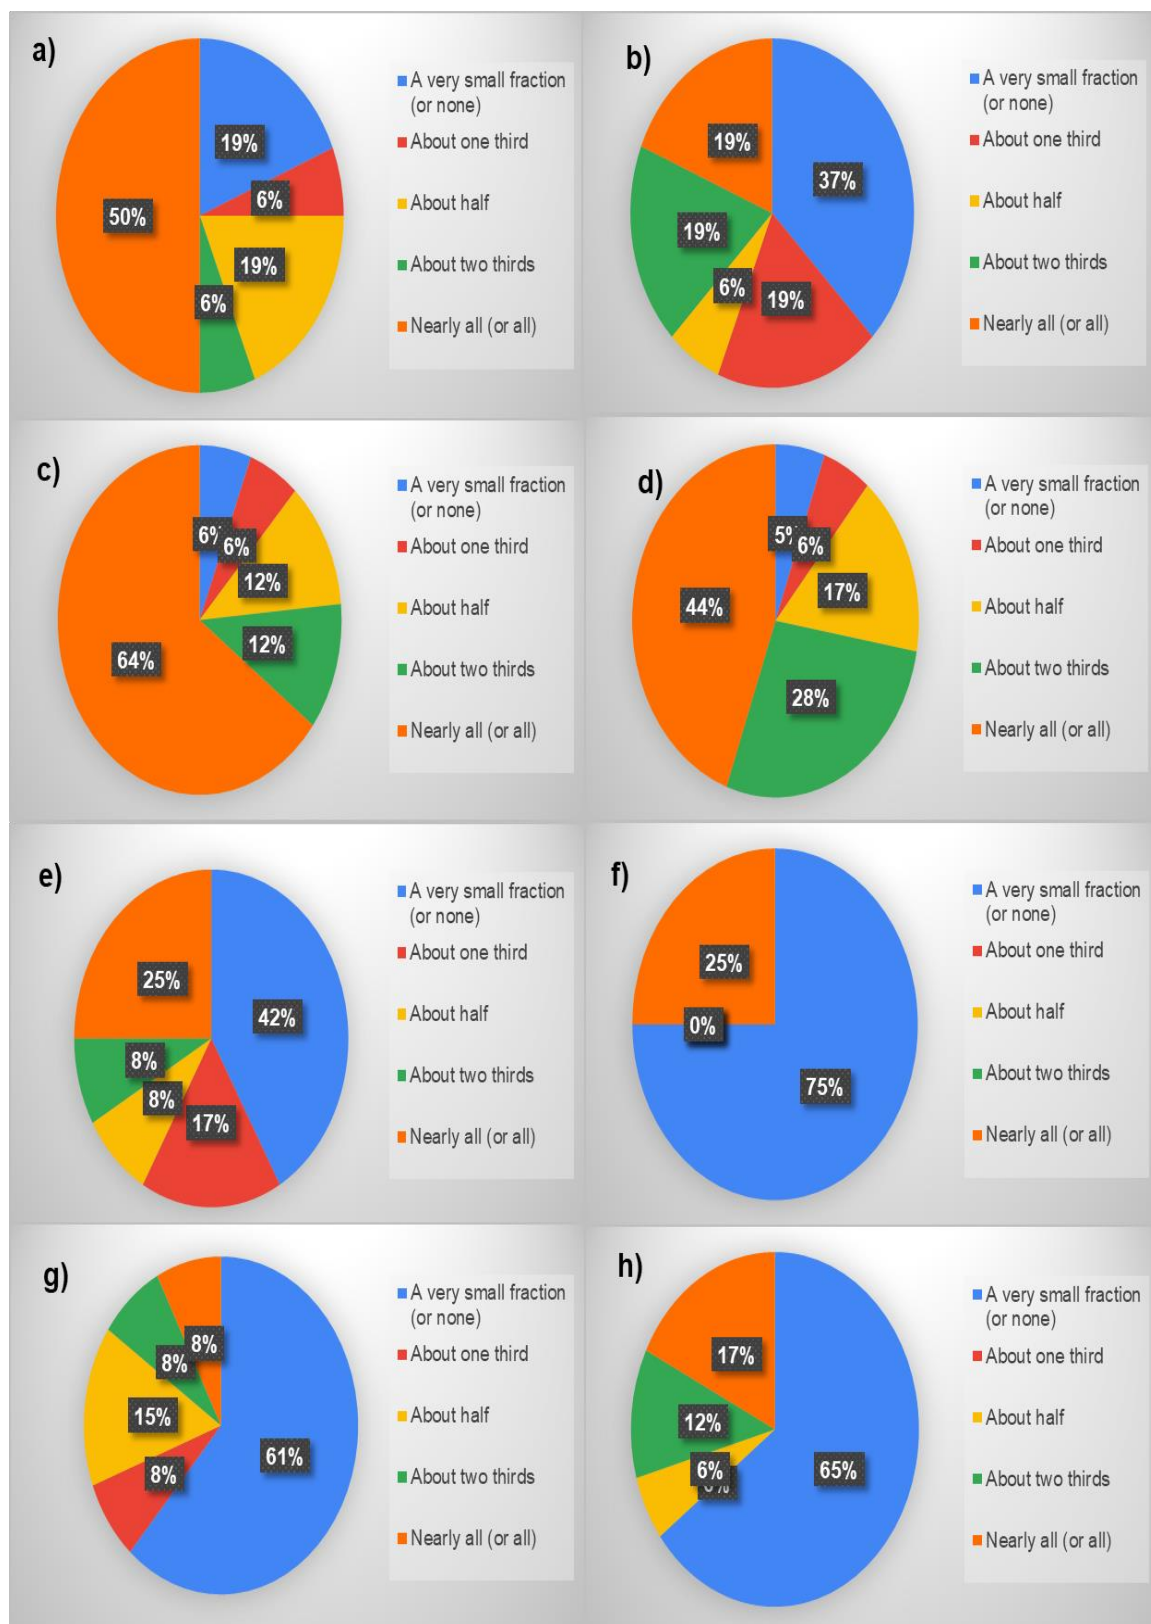 a)
19%
6%
19%
6%
50%
A very small fraction
(or none)
About one third
About half
About two thirds
Nearly all (or all)
b)
37%
19%
6%
19%
19%
A very small fraction
(or none)
About one third
About half
About two thirds
Nearly all (or all)
c)
6%
6%
12%
12%
64%
A very small fraction
(or none)
About one third
About half
About two thirds
Nearly all (or all)
d)
5%
6%
17%
28%
44%
A very small fraction
(or none)
About one third
About half
About two thirds
Nearly all (or all)
e)
42%
17%
8%
8%
25%
A very small fraction
(or none)
About one third
About half
About two thirds
Nearly all (or all)
f)
75%
0%
25%
A very small fraction
(or none)
About one third
About half
About two thirds
Nearly all (or all)
g)
61%
8%
15%
8%
8%
A very small fraction
(or none)
About one third
About half
About two thirds
Nearly all (or all)
h)
65%
6%
12%
17%
A very small fraction
(or none)
About one third
About half
About two thirds
Nearly all (or all)